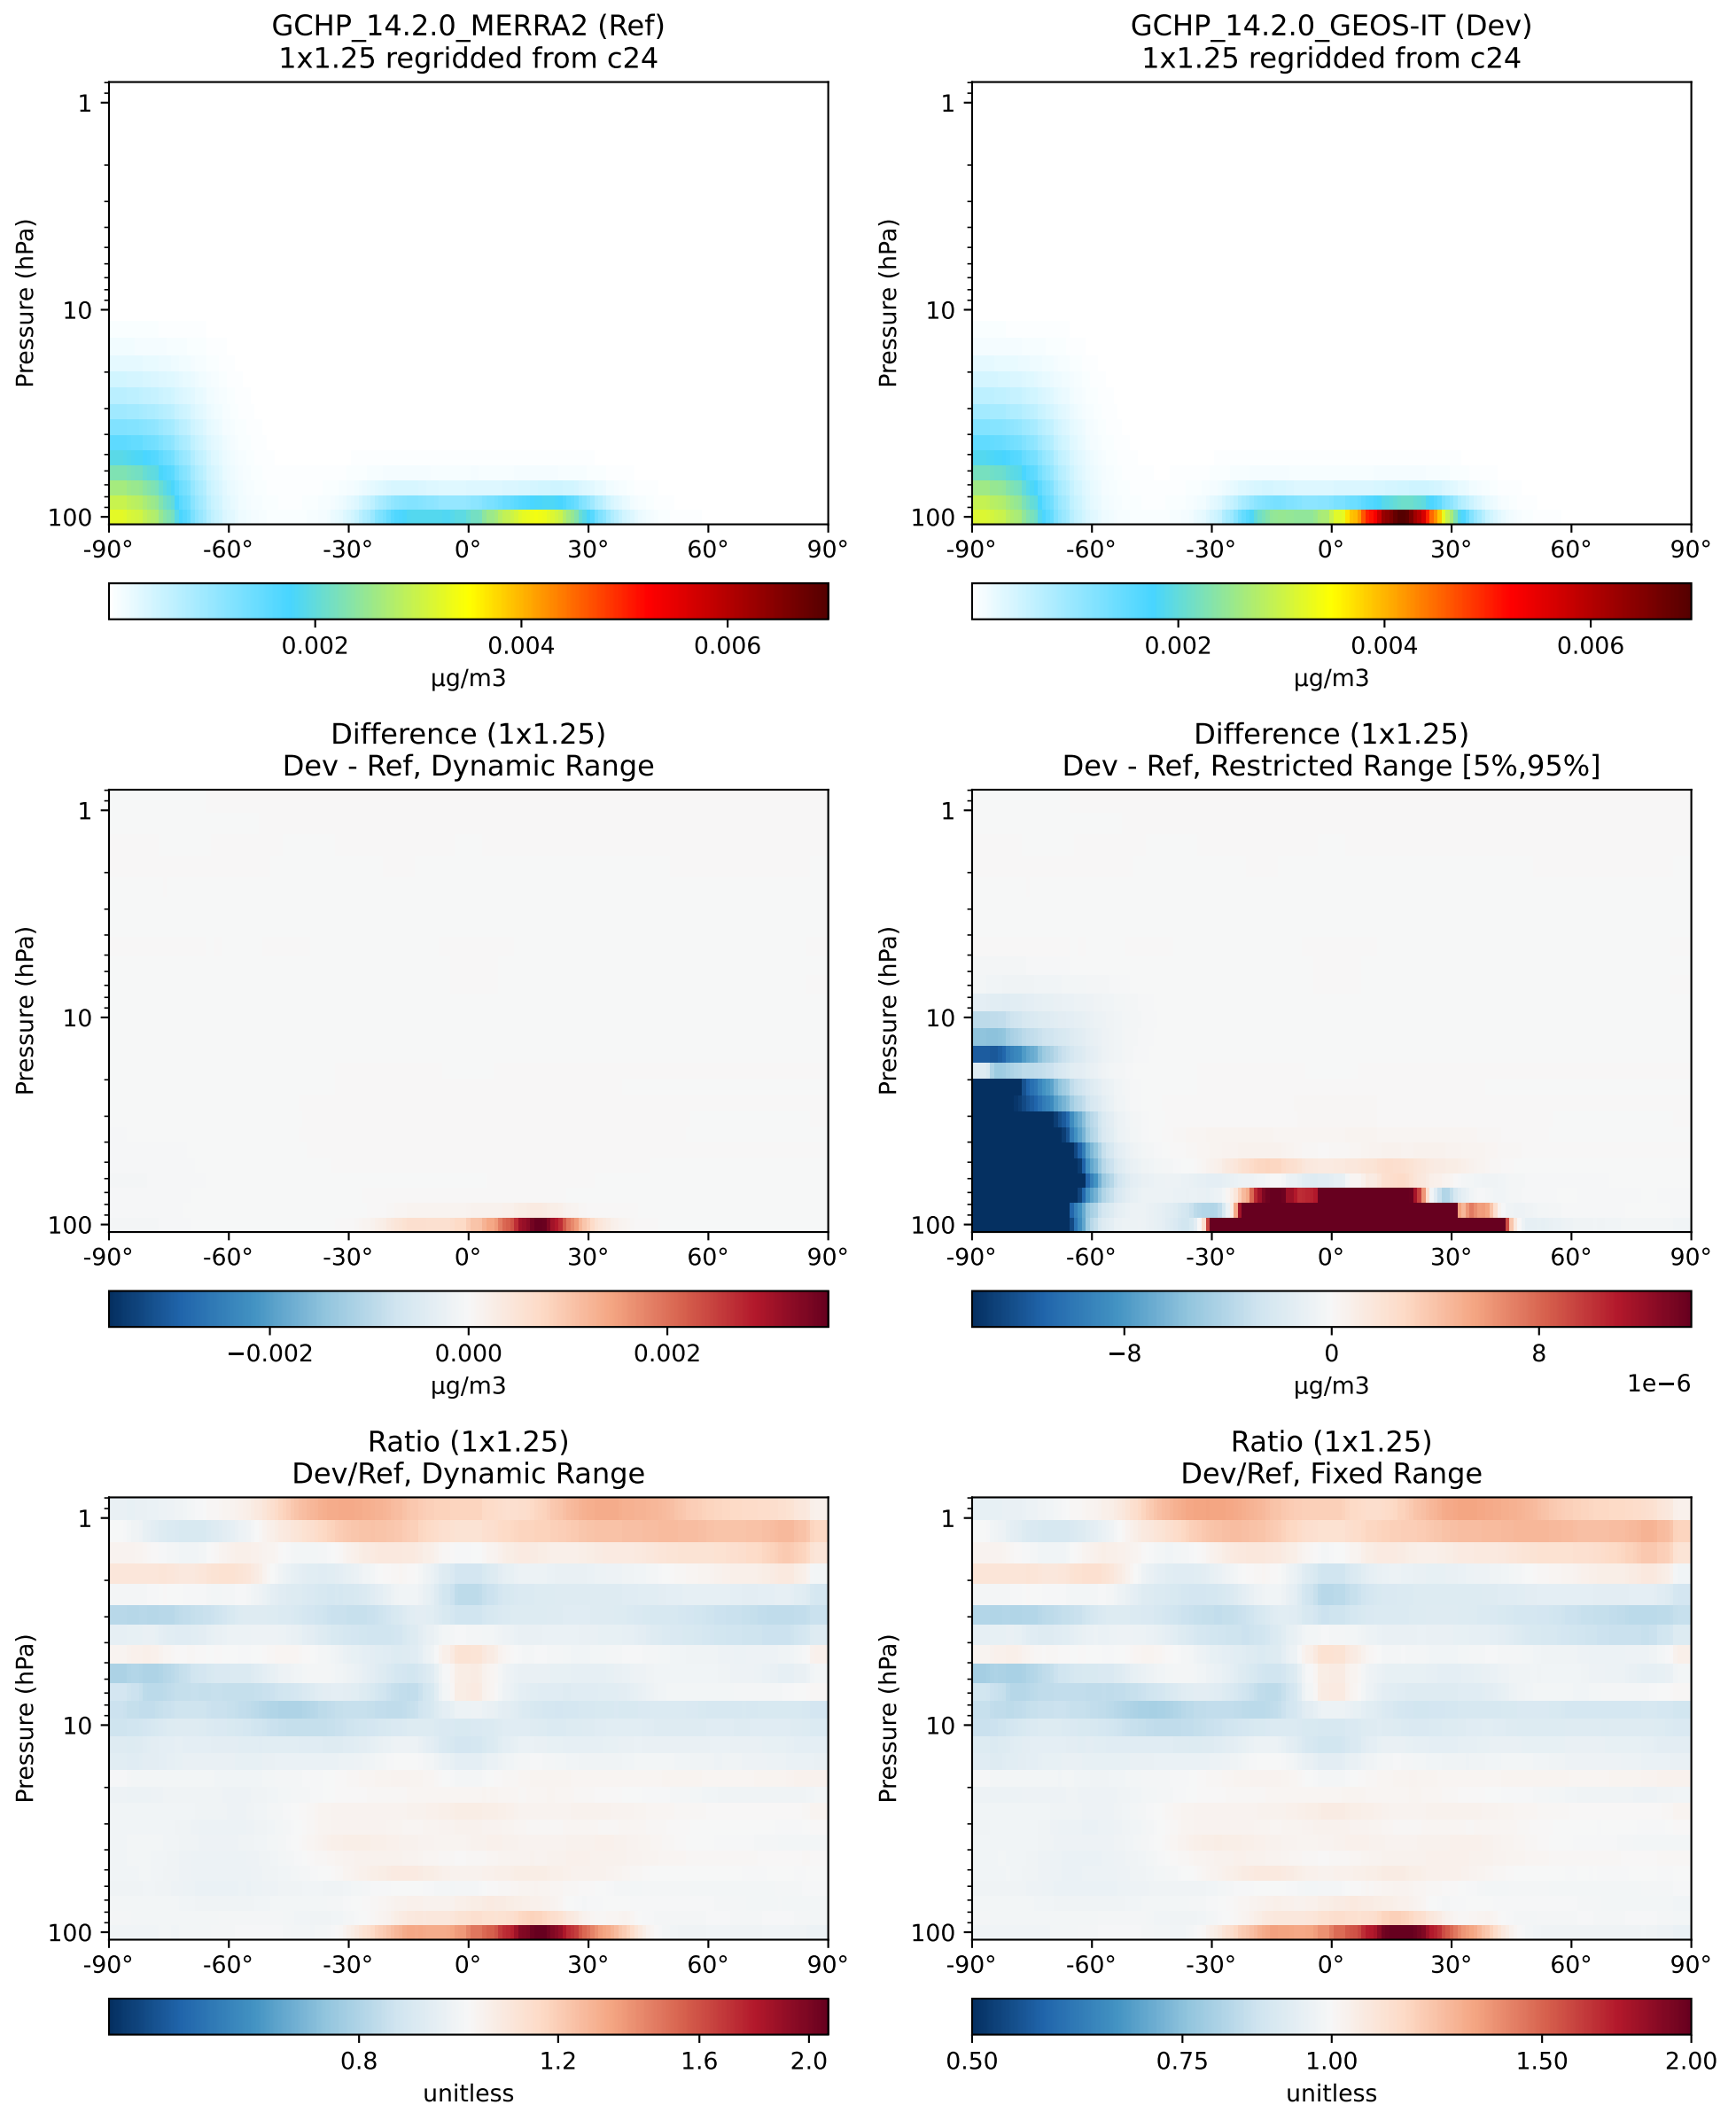 GCHP_14.2.0_MERRA2 (Ref)
1x1.25 regridded from c24
Pressure (hPa)
1
10
100
-90° -60° -30° 0° 30° 60° 90°
0.002 0.004 0.006
µg/m3
GCHP_14.2.0_GEOS-IT (Dev)
1x1.25 regridded from c24
Pressure (hPa)
1
10
100
-90° -60° -30° 0° 30° 60° 90°
0.002 0.004 0.006
µg/m3
Difference (1x1.25)
Dev - Ref, Dynamic Range
Pressure (hPa)
1
10
100
-90° -60° -30° 0° 30° 60° 90°
−0.002 0.000 0.002
µg/m3
Difference (1x1.25)
Dev - Ref, Restricted Range [5%,95%]
Pressure (hPa)
1
10
100
-90° -60° -30° 0° 30° 60° 90°
−8 0 8
µg/m3
1e−6
Ratio (1x1.25)
Dev/Ref, Dynamic Range
Pressure (hPa)
1
10
100
-90° -60° -30° 0° 30° 60° 90°
0.8 1.2 1.6 2.0
unitless
Ratio (1x1.25)
Dev/Ref, Fixed Range
Pressure (hPa)
1
10
100
-90° -60° -30° 0° 30° 60° 90°
0.50 0.75 1.00 1.50 2.00
unitless